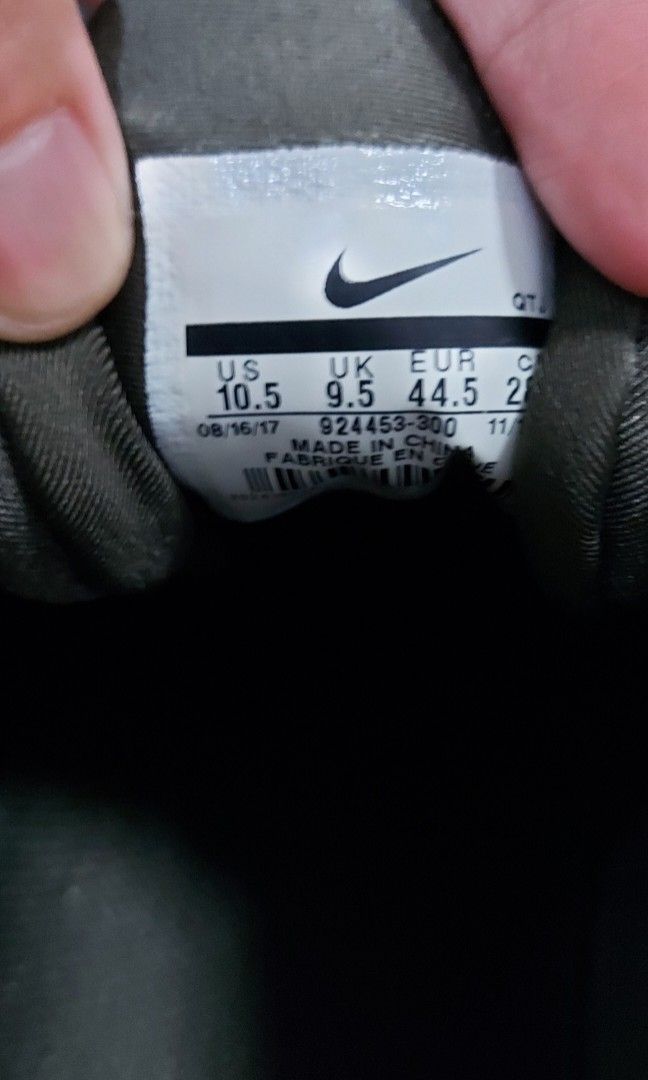 QTJ
US UK EUR
10.5 9.5 44.5
08/16/17 924453-300
MADE IN CHINA
FABRIQUE EN